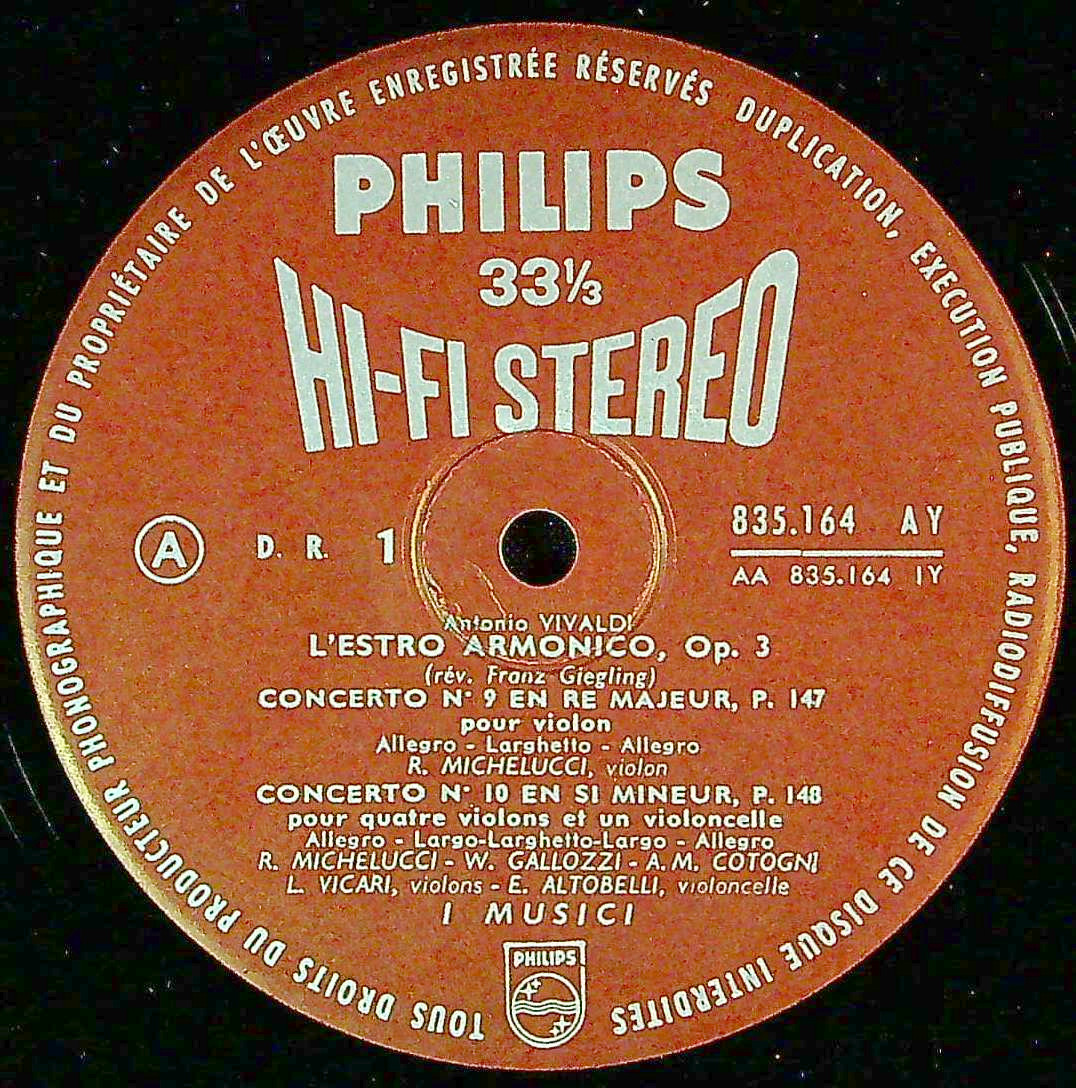 TOUS DROITS DU PRODUCTEUR PHONOGRAPHIQUE ET DU PROPRIÉTAIRE DE L'ŒUVRE ENREGISTRÉE RÉSERVÉS DUPLICATION, EXECUTION PUBLIQUE, RADIODIFFUSION DE CE DISQUE INTERDITES
PHILIPS
33⅓
HI-FI STEREO
A D. R. 1
835.164 AY
AA 835.164 1Y
Antonio VIVALDI
L'ESTRO ARMONICO, Op. 3
(rév. Franz Giegling)
CONCERTO N° 9 EN RE MAJEUR, P. 147
pour violon
Allegro - Larghetto - Allegro
R. MICHELUCCI, violon
CONCERTO N° 10 EN SI MINEUR, P. 148
pour quatre violons et un violoncelle
Allegro - Largo-Larghetto-Largo - Allegro
R. MICHELUCCI - W. GALLOZZI - A.M. COTOGNI
L. VICARI, violons - E. ALTOBELLI, violoncelle
I MUSICI
PHILIPS